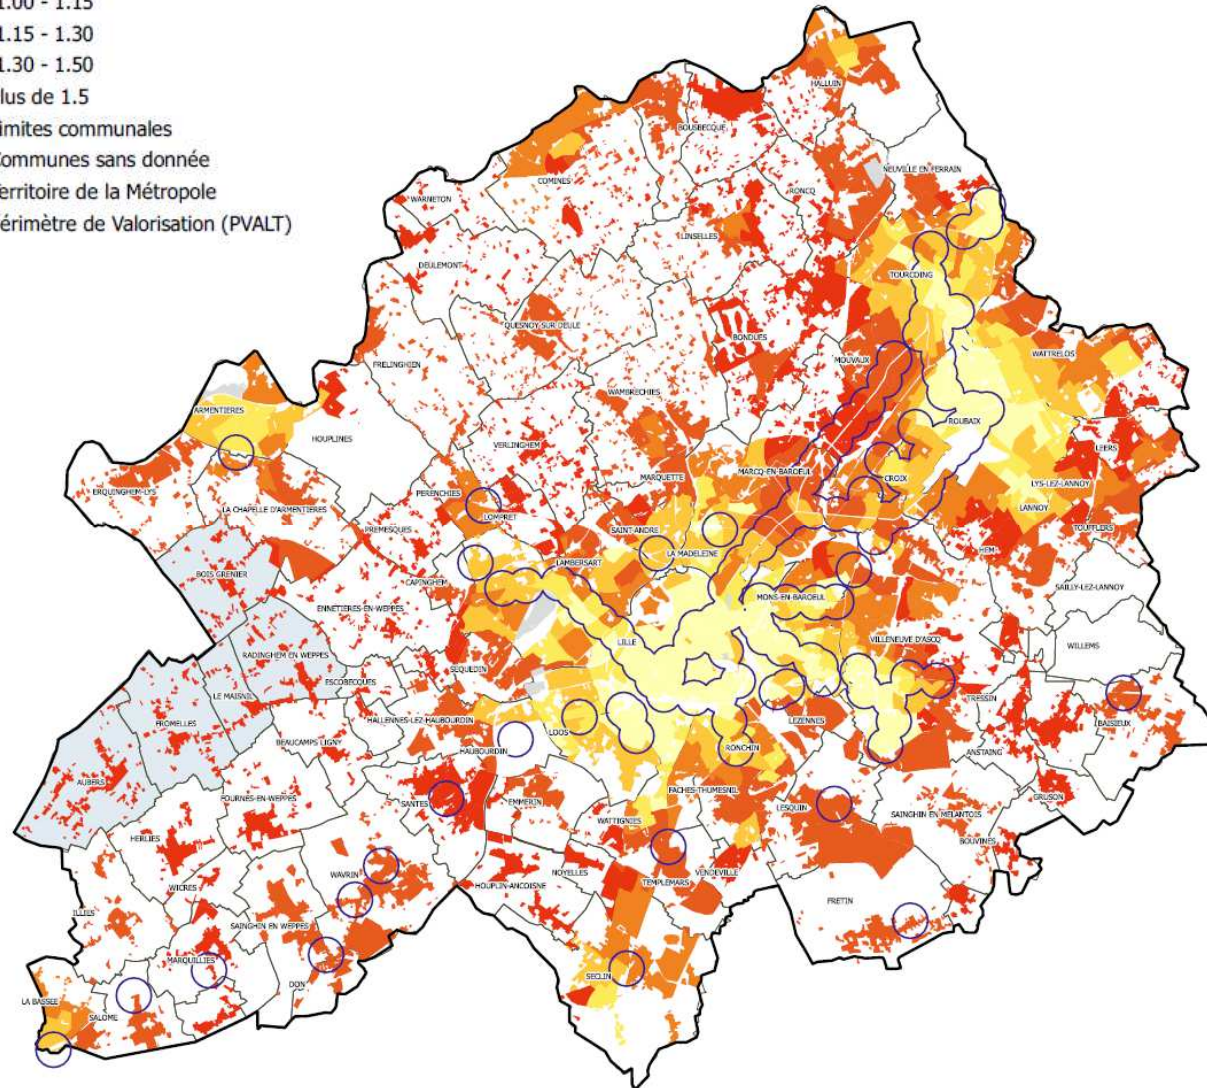 1.00 - 1.15
1.15 - 1.30
1.30 - 1.50
lus de 1.5
imites communales
ommunes sans donnée
erritoire de la Métropole
érimètre de Valorisation (PVALT)
HALLUIN
BOUSBECQUE
NEUVILLE EN FERRAIN
COMINES
RONCQ
WARNETON
LINSELLES
DEULEMONT
TOURCOING
QUESNOY SUR DEULE
BONDUES
MOUVAUX
WATTRELOS
FRELINGHIEN
WAMBRECHIES
ARMENTIERES
ROUBAIX
HOUPLINES
VERLINGHEM
LEERS
MARCQ-EN-BAROEUL
MARQUETTE
CROIX
LYS-LEZ-LANNOY
ERQUINGHEM-LYS
PERENCHIES
LANNOY
LA CHAPELLE D'ARMENTIERES
LOMPRET
PREMESQUES
SAINT-ANDRE
TOUFFLERS
LA MADELEINE
HEM
LAMBERSART
BOIS GRENIER
CAPINGHEM
SAILLY-LEZ-LANNOY
MONS-EN-BAROEUL
ENNETIERES-EN-WEPPES
LILLE
VILLENEUVE D'ASCQ
WILLEMS
RADINGHEM EN WEPPES
SEQUEDIN
ESCOBECQUES
LE MAISNIL
TRESSIN
HALLENNES-LEZ-HAUBOURDIN
LEZENNES
FROMELLES
BAISIEUX
LOOS
BEAUCAMPS LIGNY
HAUBOURDIN
RONCHIN
ANSTAING
AUBERS
FACHES-THUMESNIL
FOURNES-EN-WEPPES
SANTES
EMMERIN
LESQUIN
GRUSON
SAINGHIN EN MELANTOIS
WATTIGNIES
HERLIES
BOUVINES
WAVRIN
NOYELLES
VENDEVILLE
TEMPLEMARS
HOUPLIN-ANCOISNE
WICRES
FRETIN
ILLIES
SAINGHIN EN WEPPES
MARQUILLIES
SECLIN
DON
LA BASSEE
SALOME